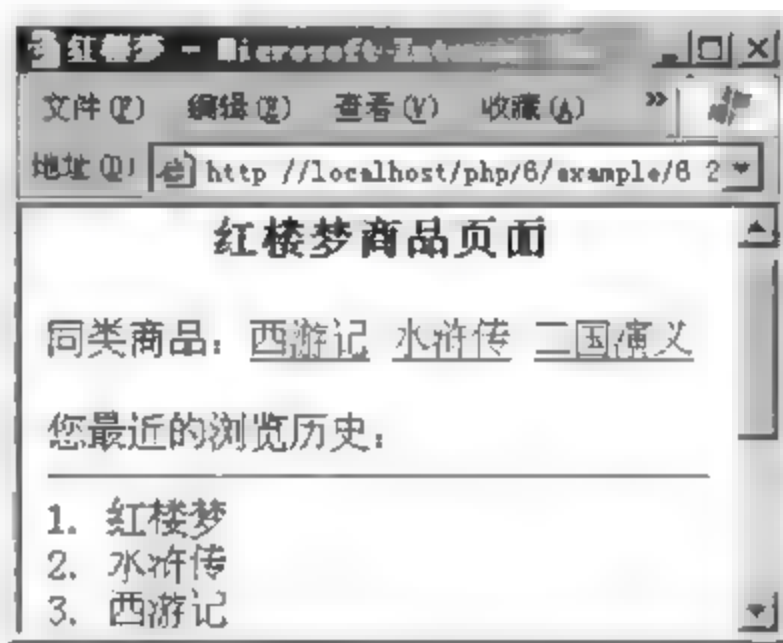 红楼梦 - Microsoft Inter
文件(F) 编辑(E) 查看(V) 收藏(A) »
地址(D) http //localhost/php/6/example/6 2
红楼梦商品页面
同类商品: 西游记 水浒传 二国演义
您最近的浏览历史:
1. 红楼梦
2. 水浒传
3. 西游记